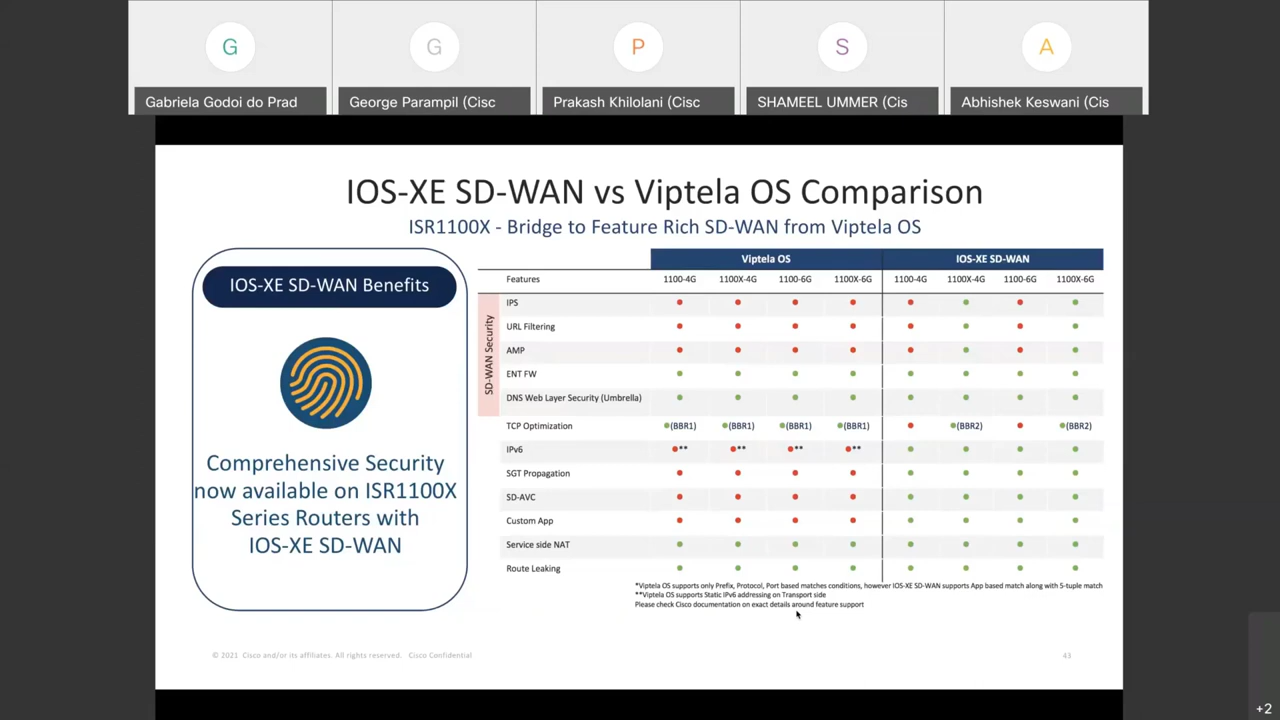 G
G
P
S
A
Gabriela Godoi do Prad
George Parampil (Cisc
Prakash Khilolani (Cisc
SHAMEEL UMMER (Cis
Abhishek Keswani (Cis
IOS-XE SD-WAN vs Viptela OS Comparison
ISR1100X - Bridge to Feature Rich SD-WAN from Viptela OS
IOS-XE SD-WAN Benefits
Comprehensive Security
now available on ISR1100X
Series Routers with
IOS-XE SD-WAN
Viptela OS IOS-XE SD-WAN
Features 1100-4G 1100X-4G 1100-6G 1100X-6G 1100-4G 1100X-4G 1100-6G 1100X-6G
SD-WAN Security
IPS
URL Filtering
AMP
ENT FW
DNS Web Layer Security (Umbrella)
TCP Optimization (BBR1) (BBR1) (BBR1) (BBR1) (BBR2) (BBR2)
IPv6 ** ** ** **
SGT Propagation
SD-AVC
Custom App
Service side NAT
Route Leaking
*Viptela OS supports only Prefix, Protocol, Port based matches conditions, however IOS-XE SD-WAN supports App based match along with 5-tuple match
**Viptela OS supports Static IPv6 addressing on Transport side
Please check Cisco documentation on exact details around feature support
© 2021 Cisco and/or its affiliates. All rights reserved. Cisco Confidential
43
+2